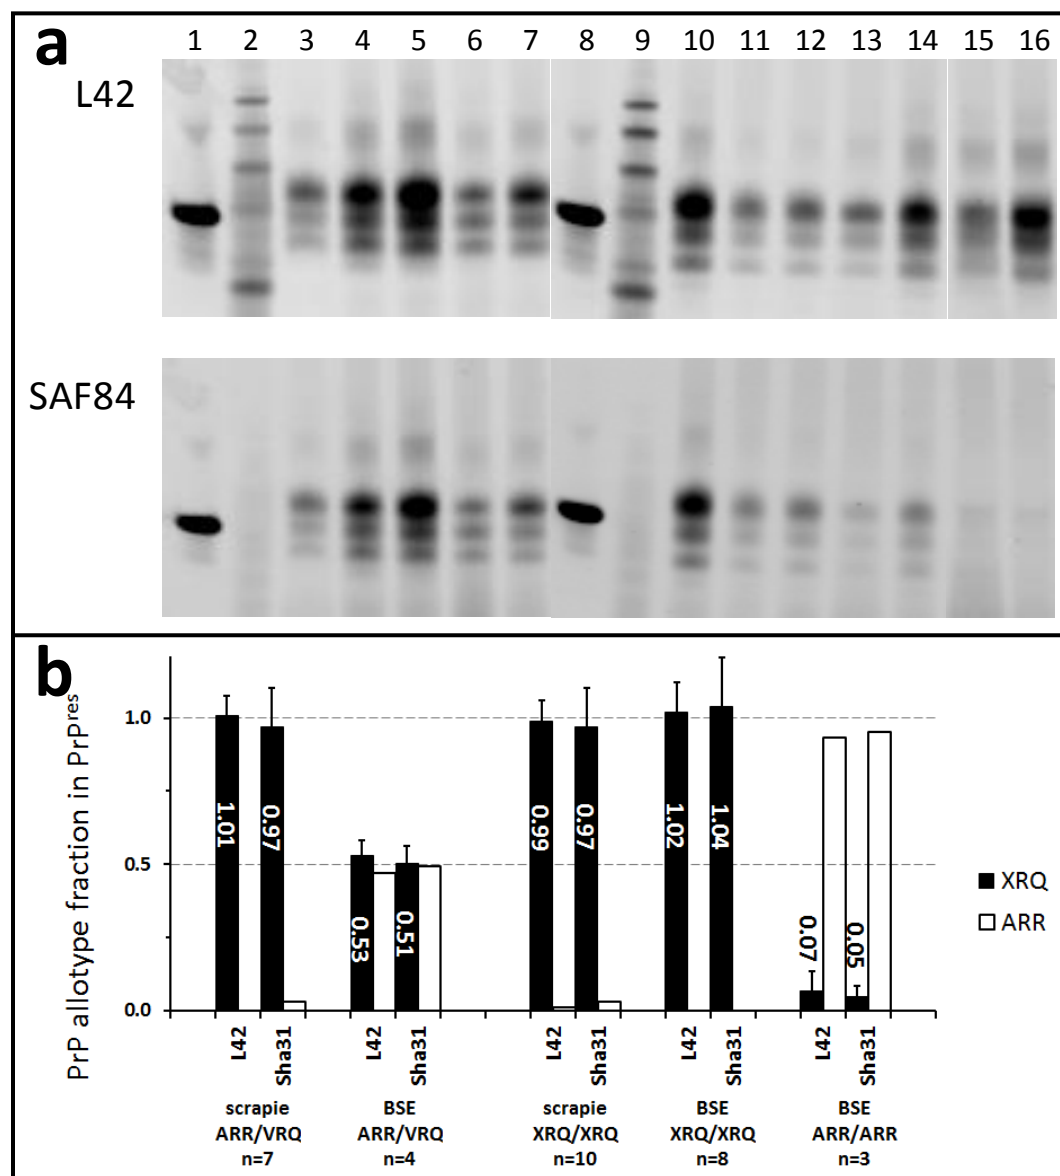 a
1 2 3 4 5 6 7 8 9 10 11 12 13 14 15 16
L42
SAF84
b
PrP allotype fraction in PrPres
1.0
0.5
0.0
1.01 0.97 0.53 0.51 0.99 0.97 1.02 1.04 0.07 0.05
XRQ
ARR
L42 Sha31 L42 Sha31 L42 Sha31 L42 Sha31 L42 Sha31
scrapie BSE scrapie BSE BSE
ARR/VRQ ARR/VRQ XRQ/XRQ XRQ/XRQ ARR/ARR
n=7 n=4 n=10 n=8 n=3